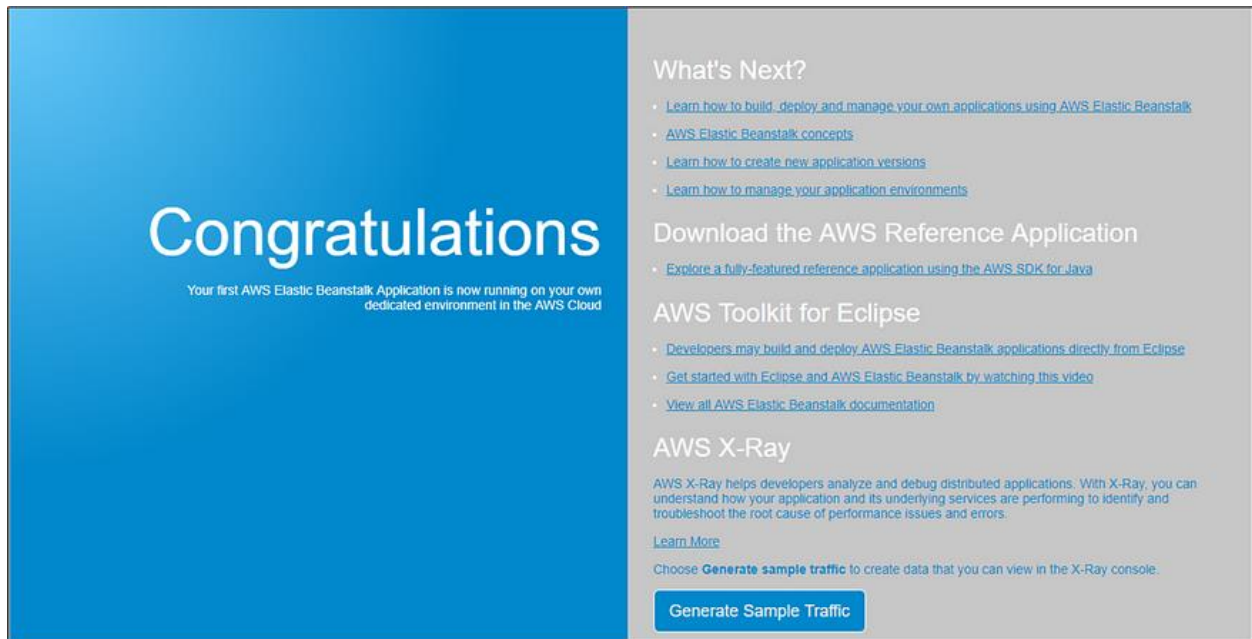 Congratulations
Your first AWS Elastic Beanstalk Application is now running on your own
dedicated environment in the AWS Cloud
What's Next?
Learn how to build, deploy and manage your own applications using AWS Elastic Beanstalk
AWS Elastic Beanstalk concepts
Learn how to create new application versions
Learn how to manage your application environments
Download the AWS Reference Application
Explore a fully-featured reference application using the AWS SDK for Java
AWS Toolkit for Eclipse
Developers may build and deploy AWS Elastic Beanstalk applications directly from Eclipse
Get started with Eclipse and AWS Elastic Beanstalk by watching this video
View all AWS Elastic Beanstalk documentation
AWS X-Ray
AWS X-Ray helps developers analyze and debug distributed applications. With X-Ray, you can
understand how your application and its underlying services are performing to identify and
troubleshoot the root cause of performance issues and errors.
Learn More
Choose Generate sample traffic to create data that you can view in the X-Ray console.
Generate Sample Traffic